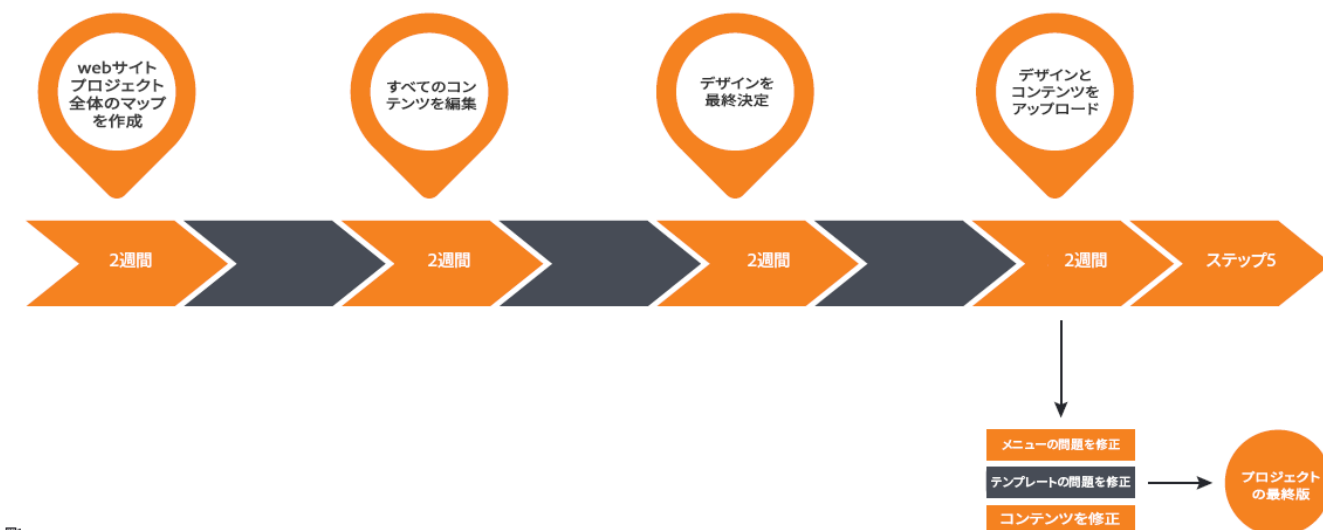 webサイト
プロジェクト
全体のマップ
を作成
すべてのコン
テンツを編集
デザインを
最終決定
デザインと
コンテンツを
アップロード
2週間
2週間
2週間
2週間
ステップ5
メニューの問題を修正
テンプレートの問題を修正
コンテンツを修正
プロジェクト
の最終版